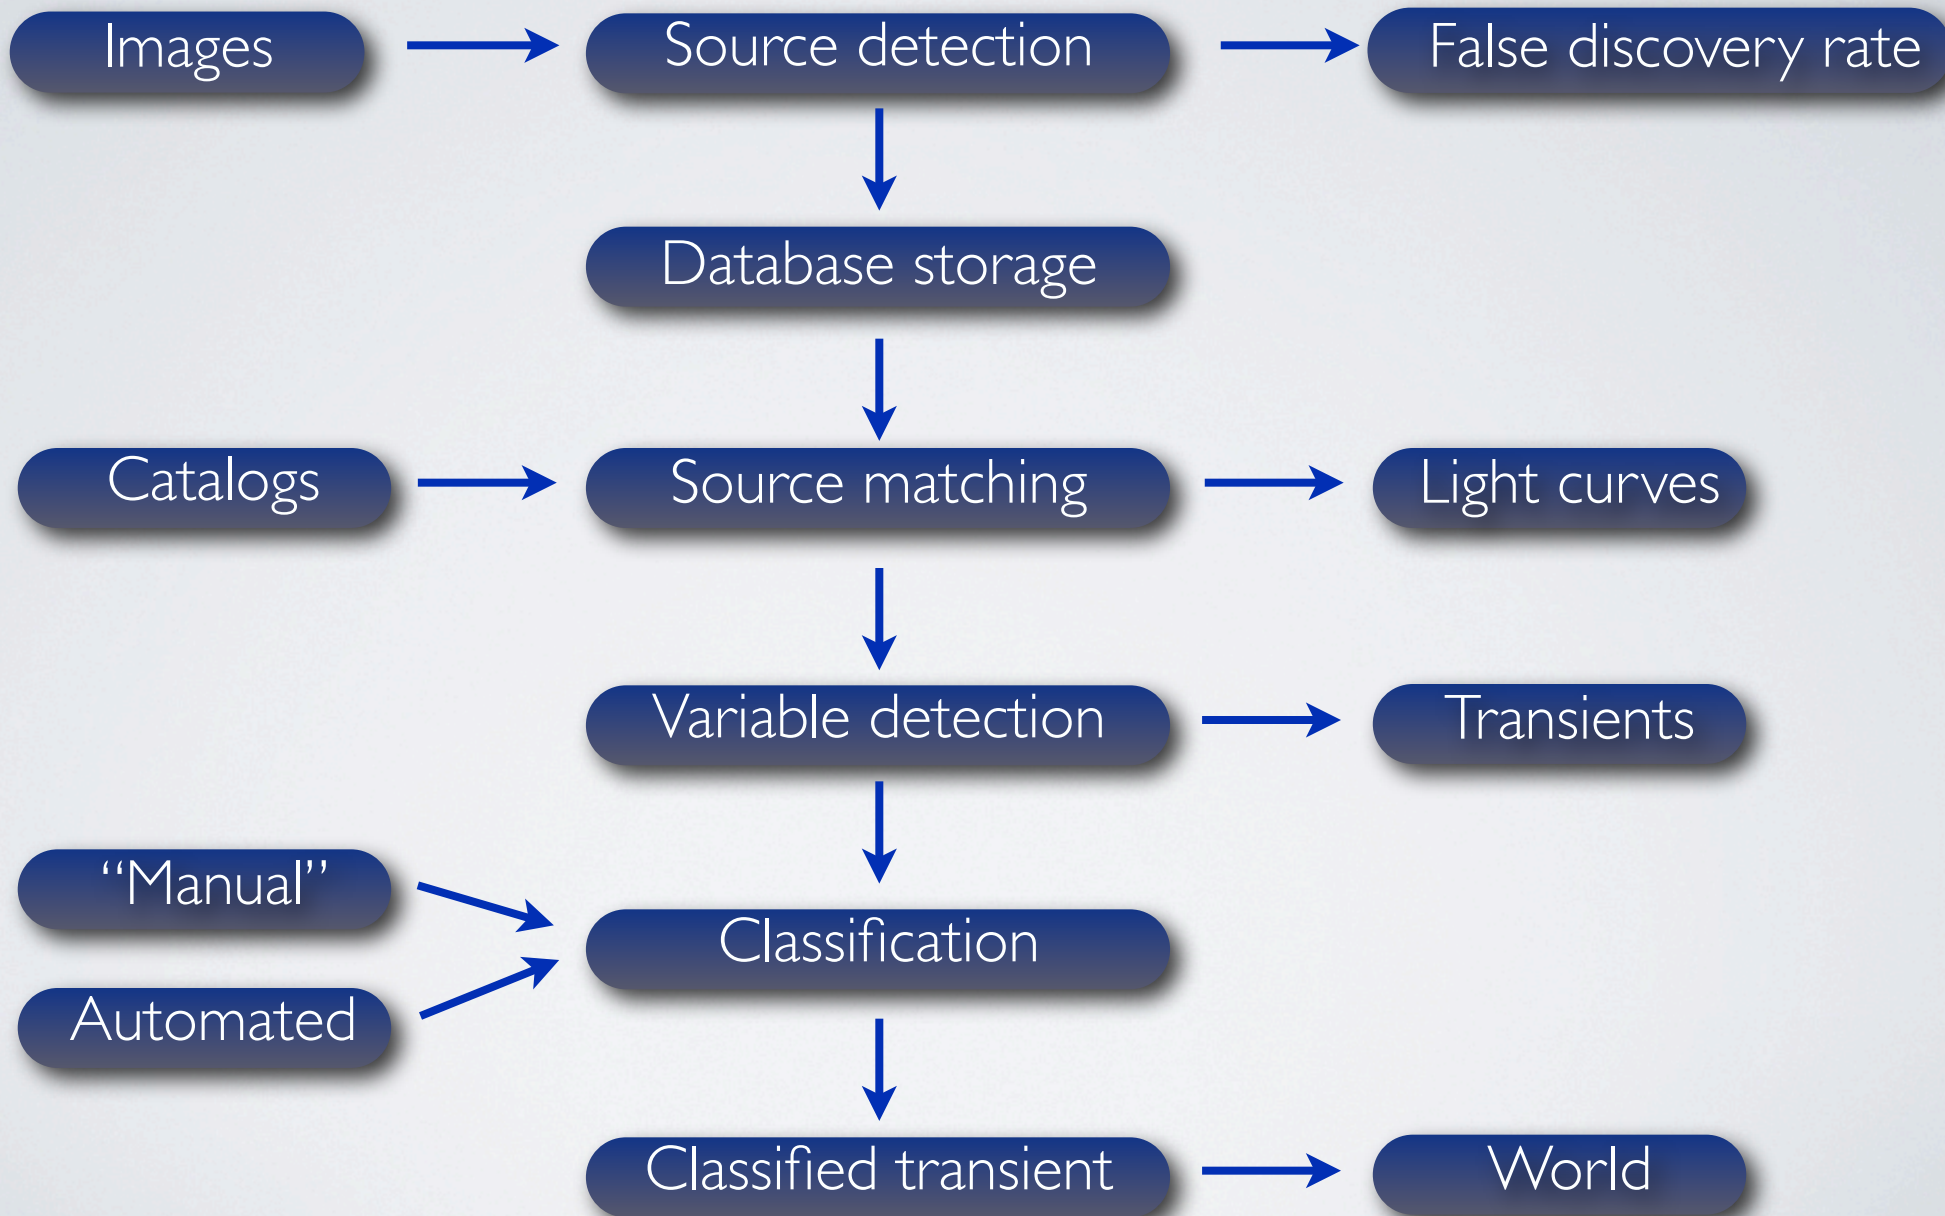 Images
Source detection
False discovery rate
Database storage
Catalogs
Source matching
Light curves
Variable detection
Transients
“Manual”
Classification
Automated
Classified transient
World